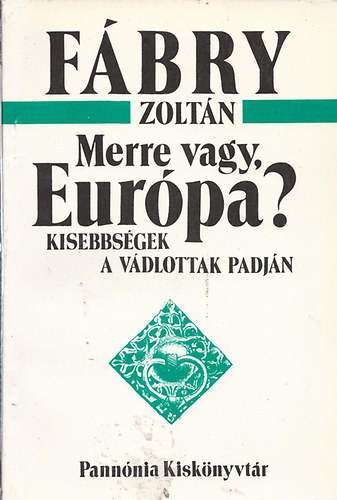 FÁBRY
ZOLTÁN
Merre vagy,
Európa?
KISEBBSÉGEK
A VÁDLOTTAK PADJÁN
Pannónia Kiskönyvtár